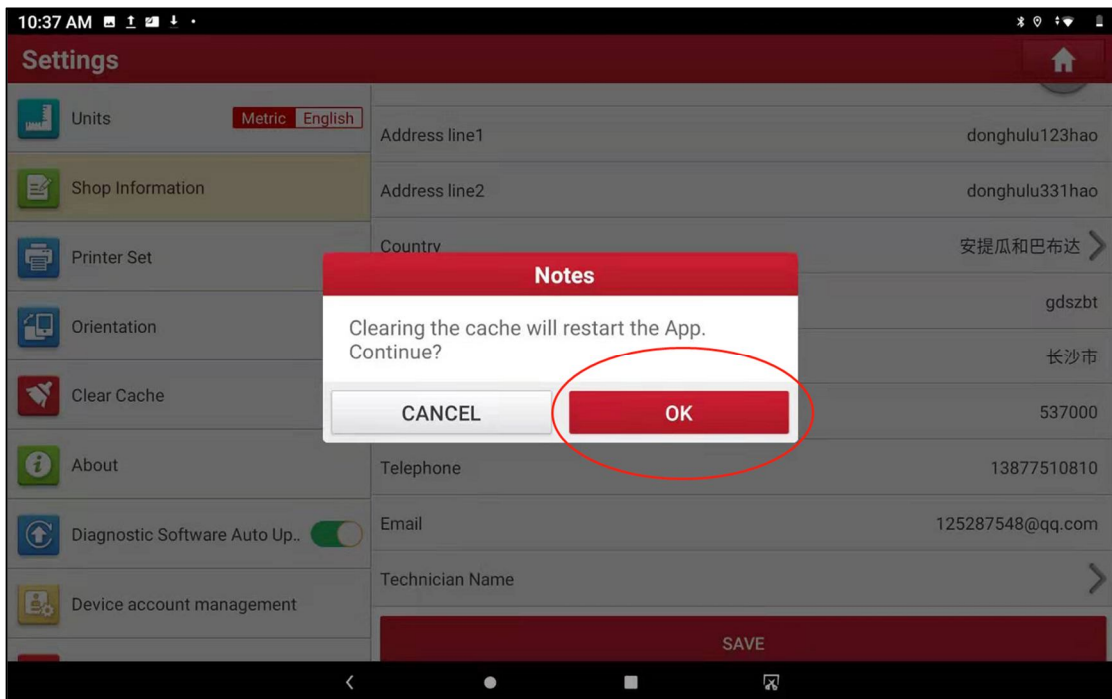 10:37 AM
Settings
Units
Metric English
Address line1
donghulu123hao
Shop Information
Address line2
donghulu331hao
Printer Set
Country
安提瓜和巴布达
Notes
gdszbt
Orientation
Clearing the cache will restart the App.
Continue?
长沙市
Clear Cache
CANCEL
OK
537000
About
Telephone
13877510810
Diagnostic Software Auto Up..
Email
125287548@qq.com
Technician Name
Device account management
SAVE